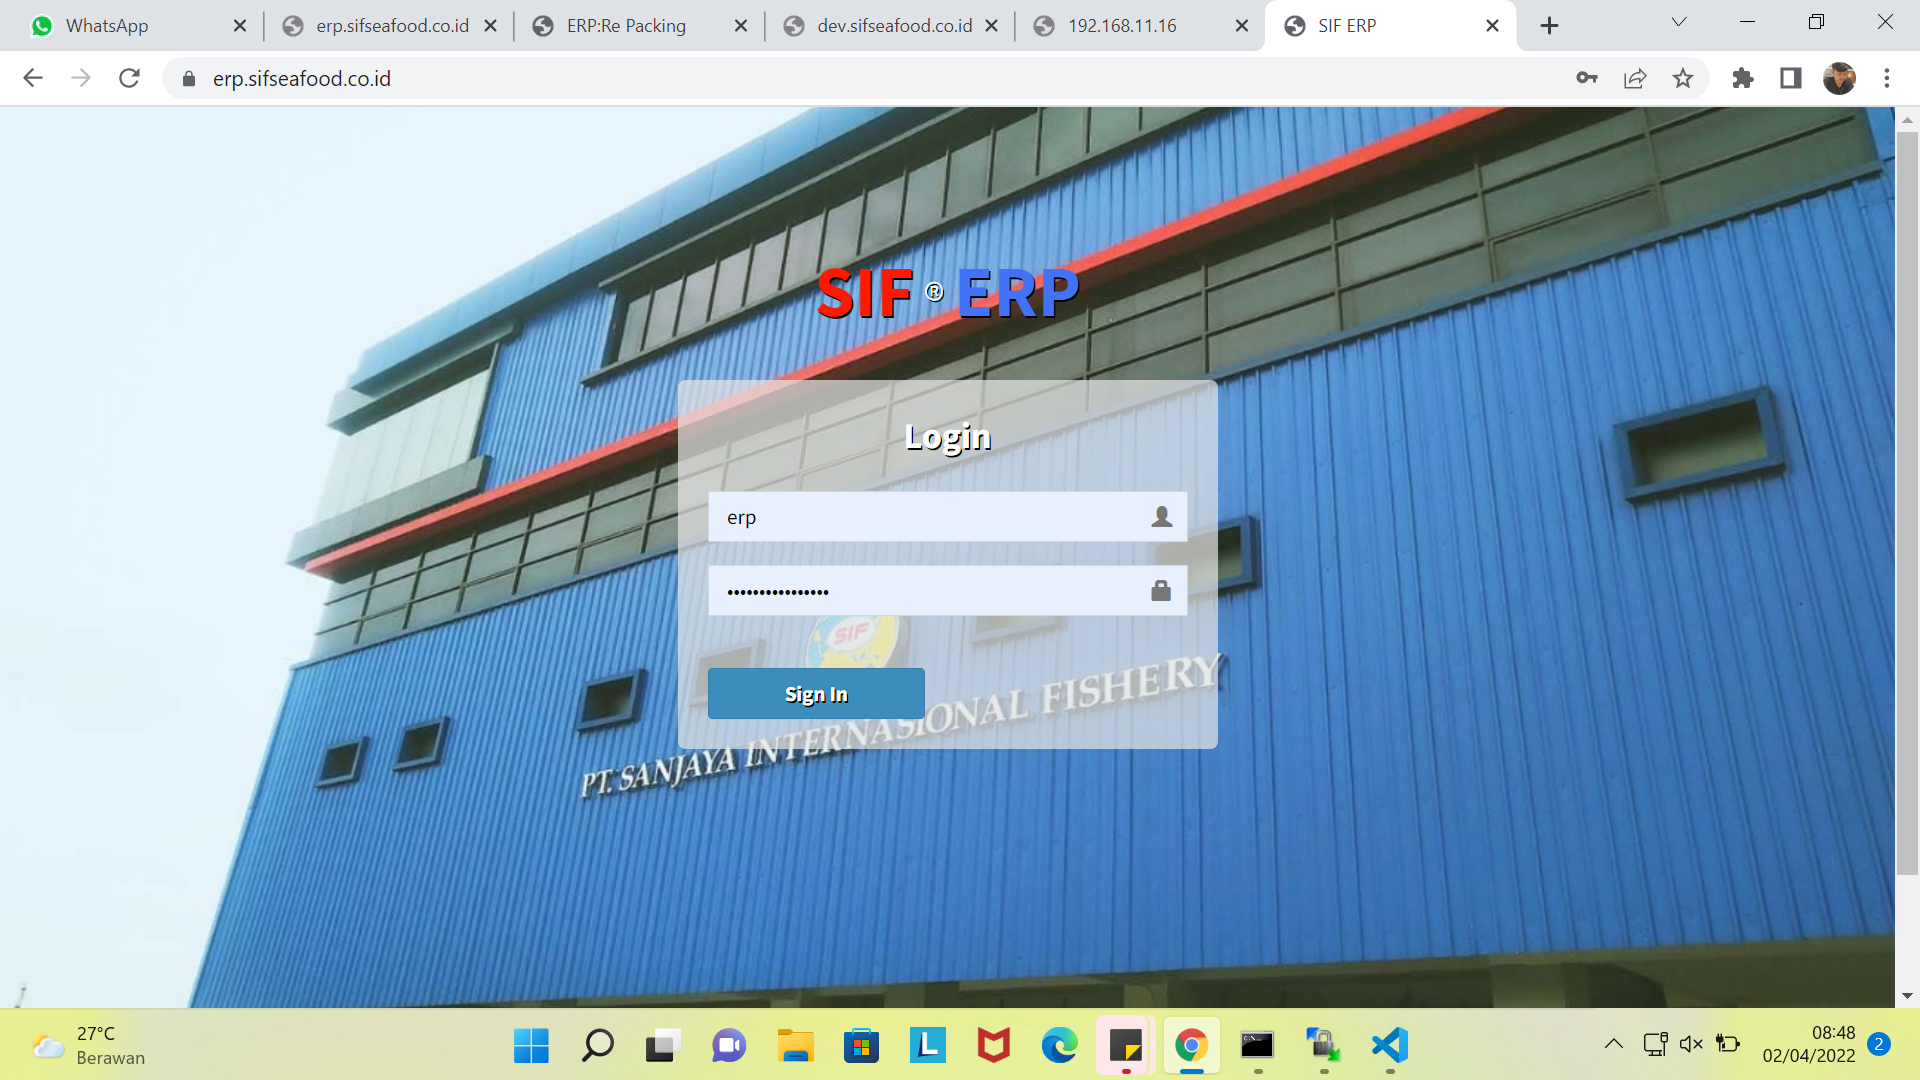 WhatsApp
erp.sifseafood.co.id
ERP:Re Packing
dev.sifseafood.co.id
192.168.11.16
SIF ERP
erp.sifseafood.co.id
SIF ® ERP
Login
erp
••••••••••••••••
SIF
Sign In
PT. SANJAYA INTERNASIONAL FISHERY
27°C
Berawan
08:48
02/04/2022
2